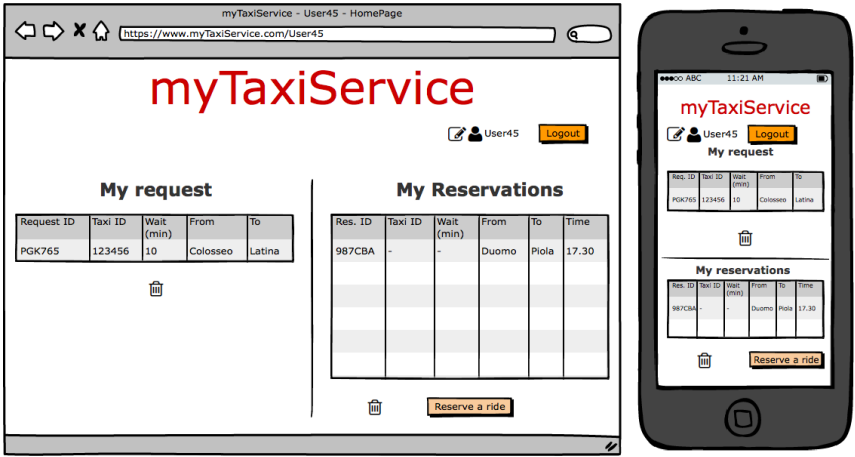 myTaxiService - User45 - HomePage
https://www.myTaxiService.com/User45
myTaxiService
User45 Logout
My request
Request ID Taxi ID Wait (min) From To
PGK765 123456 10 Colosseo Latina
My Reservations
Res. ID Taxi ID Wait (min) From To Time
987CBA - - Duomo Piola 17.30
Reserve a ride
ABC 11:21 AM
myTaxiService
User45 Logout
My request
Req. ID Taxi ID Wait (min) From To
PGK765 123456 10 Colosseo Latina
My reservations
Res. ID Taxi ID Wait (min) From To Time
987CBA - - Duomo Piola 17.30
Reserve a ride